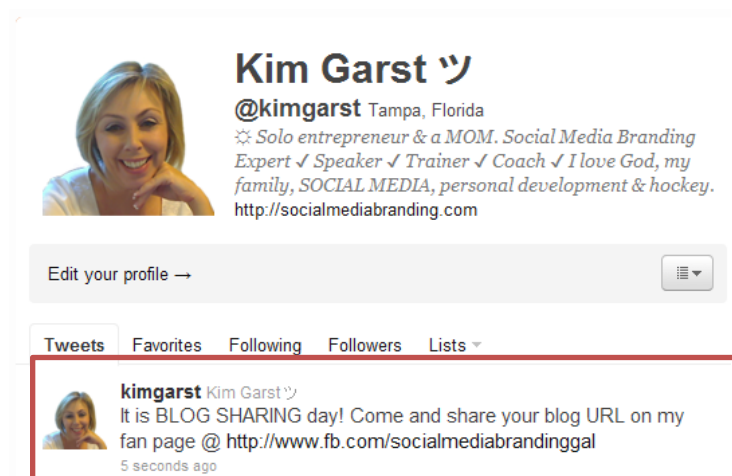 Kim Garst ツ
@kimgarst Tampa, Florida
☼ Solo entrepreneur & a MOM. Social Media Branding
Expert ✓ Speaker ✓ Trainer ✓ Coach ✓ I love God, my
family, SOCIAL MEDIA, personal development & hockey.
http://socialmediabranding.com
Edit your profile →
Tweets Favorites Following Followers Lists
kimgarst Kim Garst ツ
It is BLOG SHARING day! Come and share your blog URL on my
fan page @ http://www.fb.com/socialmediabrandinggal
5 seconds ago